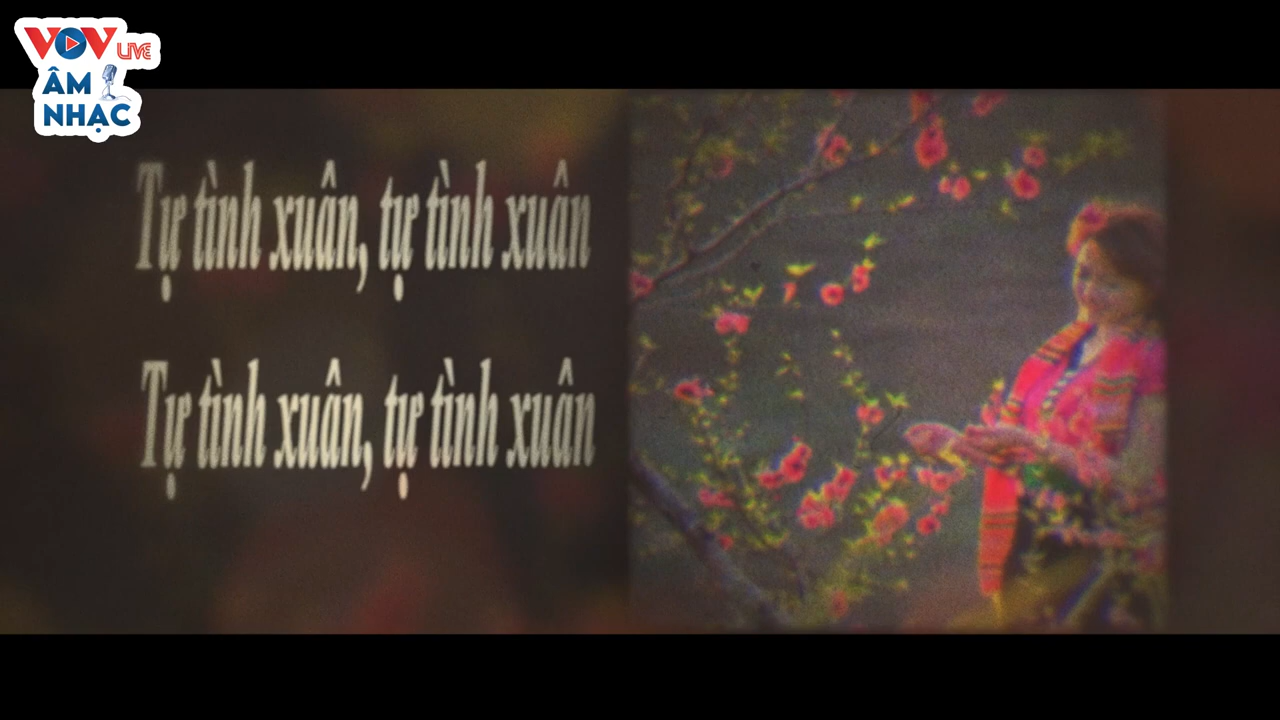 VOV LIVE
ÂM
NHẠC
Tự tình xuân, tự tình xuân
Tự tình xuân, tự tình xuân